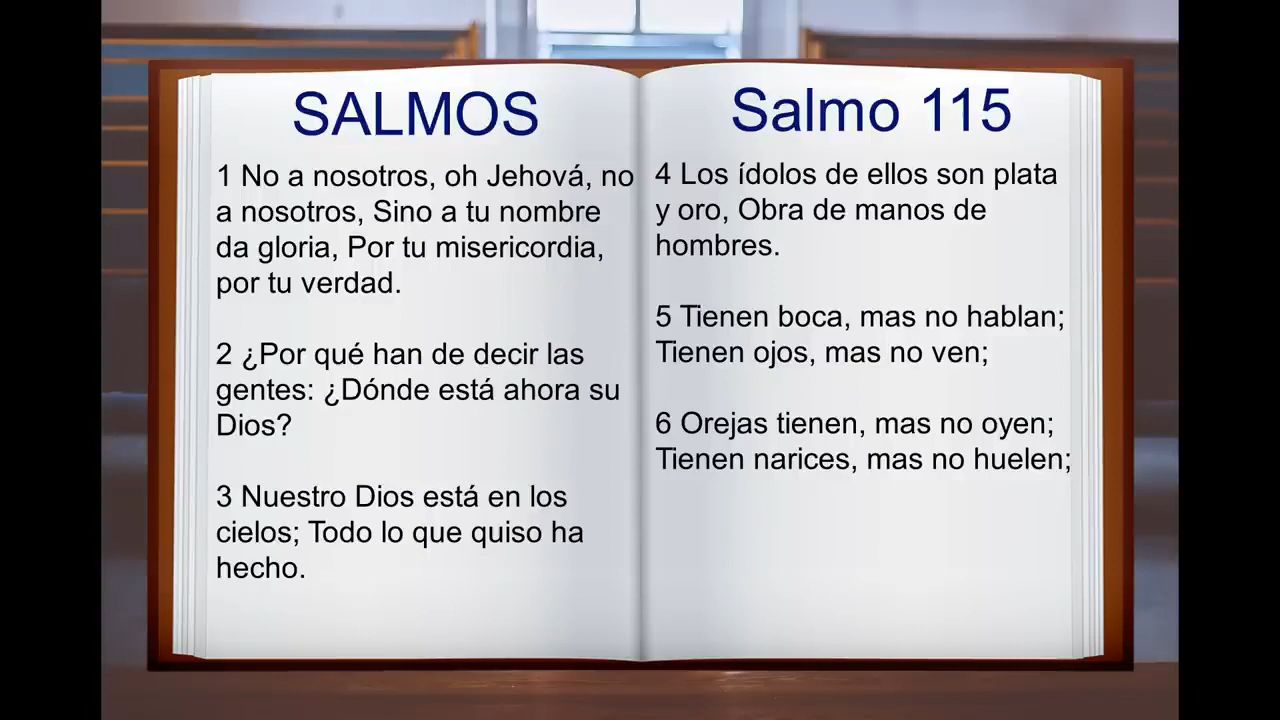 SALMOS
1 No a nosotros, oh Jehová, no
a nosotros, Sino a tu nombre
da gloria, Por tu misericordia,
por tu verdad.
2 ¿Por qué han de decir las
gentes: ¿Dónde está ahora su
Dios?
3 Nuestro Dios está en los
cielos; Todo lo que quiso ha
hecho.
Salmo 115
4 Los ídolos de ellos son plata
y oro, Obra de manos de
hombres.
5 Tienen boca, mas no hablan;
Tienen ojos, mas no ven;
6 Orejas tienen, mas no oyen;
Tienen narices, mas no huelen;